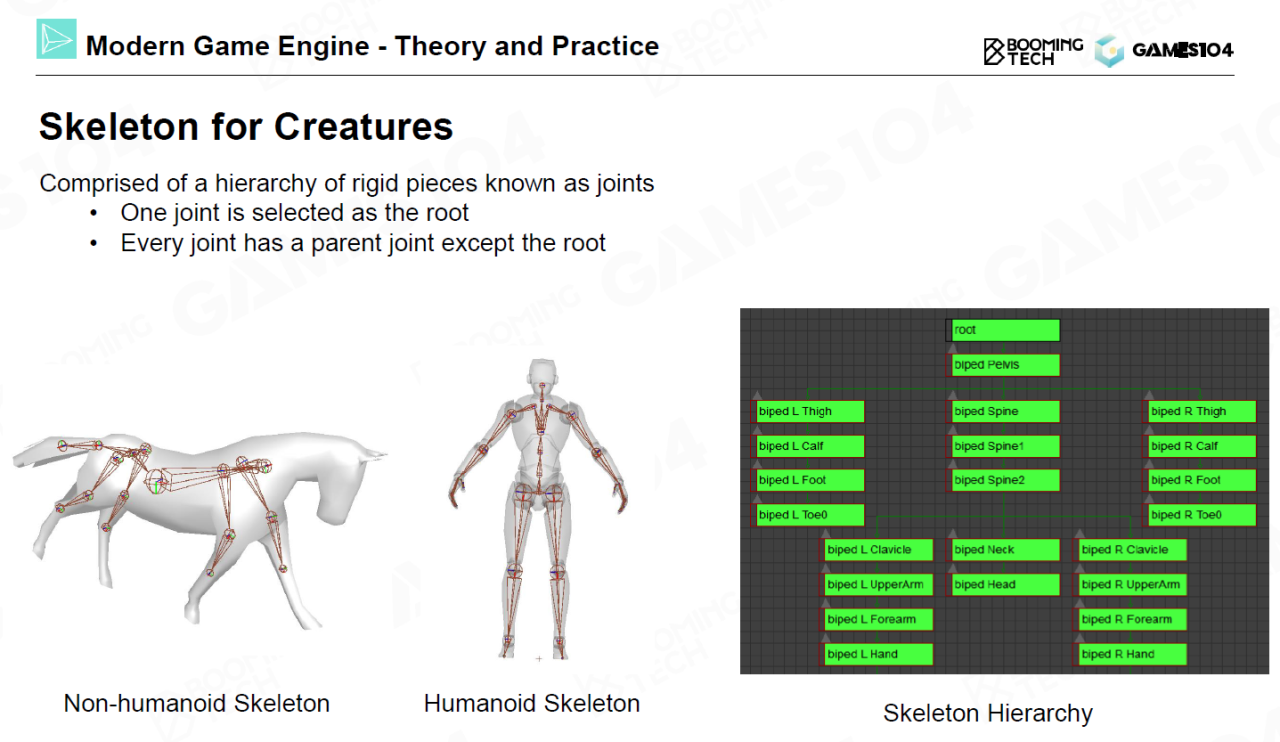 Modern Game Engine - Theory and Practice
BOOMING
TECH
GAMES104
Skeleton for Creatures
Comprised of a hierarchy of rigid pieces known as joints
• One joint is selected as the root
• Every joint has a parent joint except the root
root
biped Pelvis
biped L Thigh
biped Spine
biped R Thigh
biped L Calf
biped Spine1
biped R Calf
biped L Foot
biped Spine2
biped R Foot
biped L Toe0
biped R Toe0
biped L Clavicle
biped Neck
biped R Clavicle
biped L UpperArm
biped Head
biped R UpperArm
biped L Forearm
biped R Forearm
biped L Hand
biped R Hand
Non-humanoid Skeleton
Humanoid Skeleton
Skeleton Hierarchy